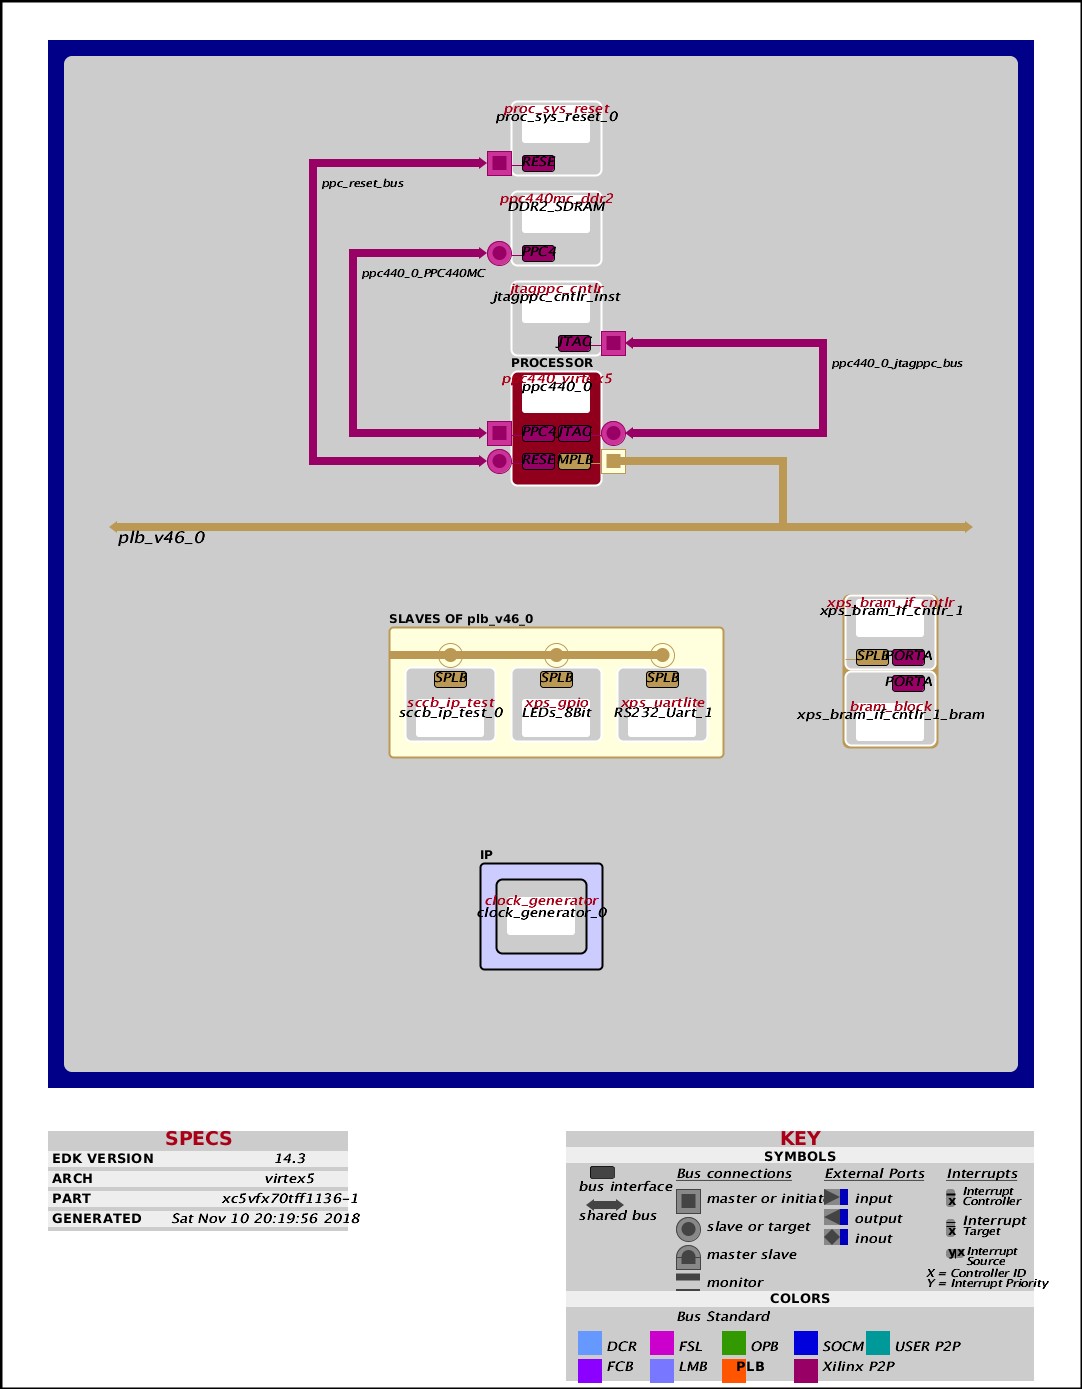 proc_sys_reset
proc_sys_reset_0
RESE
ppc_reset_bus
ppc440mc_ddr2
DDR2_SDRAM
PPC4
ppc440_0_PPC440MC
jtagppc_cntlr
jtagppc_cntlr_inst
JTAG
PROCESSOR
ppc440_0_jtagppc_bus
ppc440_virtex5
ppc440_0
PPC4 JTAG
RESE MPLB
plb_v46_0
SLAVES OF plb_v46_0
SPLB SPLB SPLB
sccb_ip_test xps_gpio xps_uartlite
sccb_ip_test_0 LEDs_8Bit RS232_Uart_1
xps_bram_if_cntlr
xps_bram_if_cntlr_1
SPLB PORTA
PORTA
bram_block
xps_bram_if_cntlr_1_bram
IP
clock_generator
clock_generator_0
SPECS
EDK VERSION 14.3
ARCH virtex5
PART xc5vfx70tff1136-1
GENERATED Sat Nov 10 20:19:56 2018
KEY
SYMBOLS
bus interface
shared bus
Bus connections
master or initiat
slave or target
master slave
monitor
External Ports
input
output
inout
Interrupts
x Interrupt
Controller
x Interrupt
Target
y x Interrupt
Source
X = Controller ID
Y = Interrupt Priority
COLORS
Bus Standard
DCR FSL OPB SOCM USER P2P
FCB LMB PLB Xilinx P2P